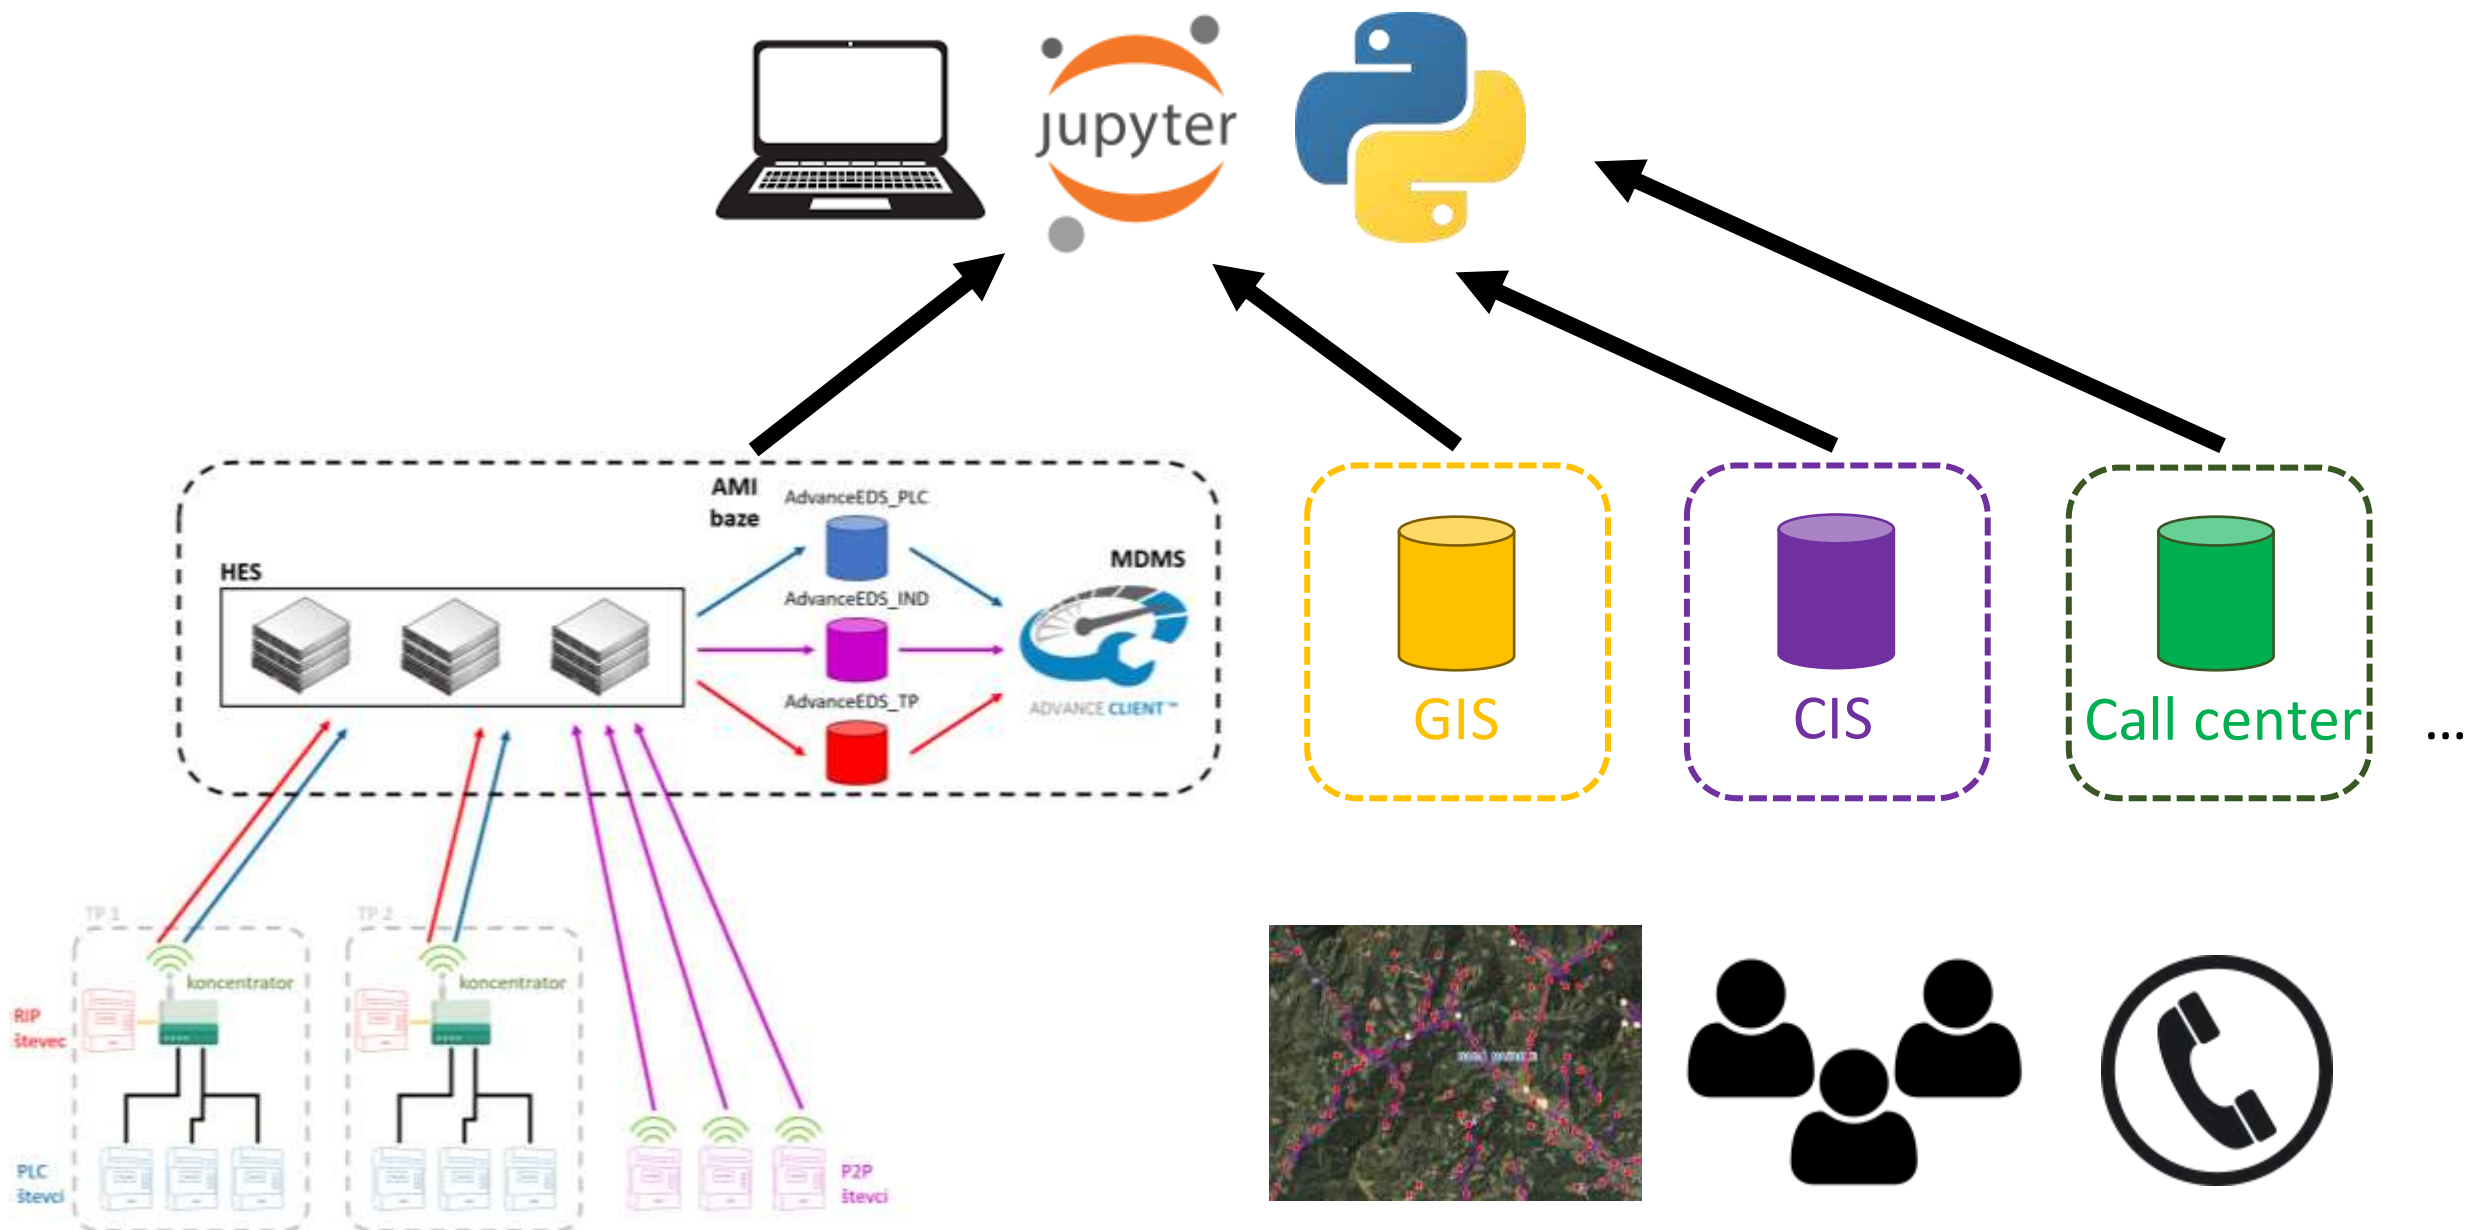 jupyter
AMI
baze
AdvanceEDS_PLC
HES
MDMS
AdvanceEDS_IND
AdvanceEDS_TP
ADVANCE CLIENT™
GIS
CIS
Call center
...
TP 1
TP 2
koncentrator
koncentrator
RIP
števec
PLC
števci
P2P
števci